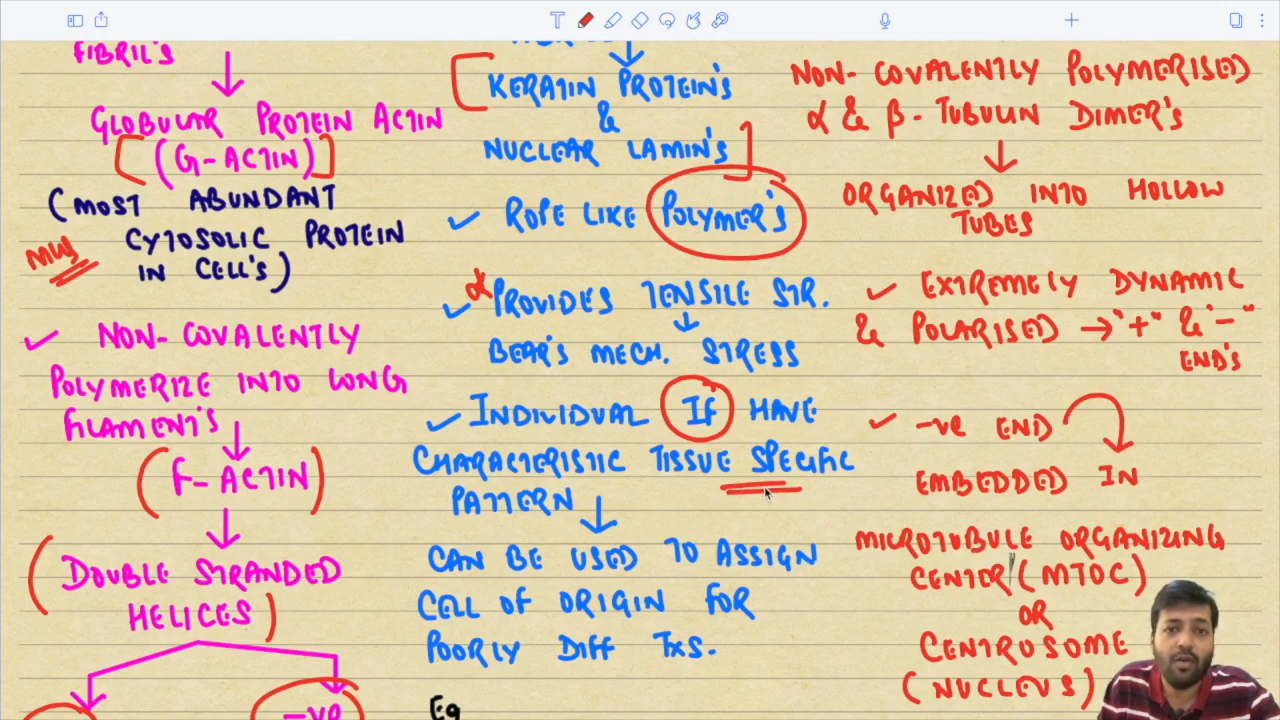 FIBRIL'S
GLOBULAR PROTEIN ACTIN
(G-ACTIN)
(MOST ABUNDANT
CYTOSOLIC PROTEIN
IN CELL'S)
NON-COVALENTLY
POLYMERIZE INTO LONG
FILAMENT'S
F-ACTIN
DOUBLE STRANDED
HELICES
-VE
KERATIN PROTEIN'S
&
NUCLEAR LAMIN'S
ROPE LIKE POLYMER'S
PROVIDES TENSILE STR.
BEAR'S MECH. STRESS
INDIVIDUAL IF HAVE
CHARACTERISTIC TISSUE SPECIFIC
PATTERN
CAN BE USED TO ASSIGN
CELL OF ORIGIN FOR
POORLY DIFF TXS.
Eg
NON-COVALENTLY POLYMERISED
α & β-TUBULIN DIMER'S
ORGANIZED INTO HOLLOW
TUBES
EXTREMELY DYNAMIC
& POLARISED → "+" & "-"
END'S
-VE END
EMBEDDED IN
MICROTUBULE ORGANIZING
CENTER (MTOC)
OR
CENTROSOME
(NUCLEUS)